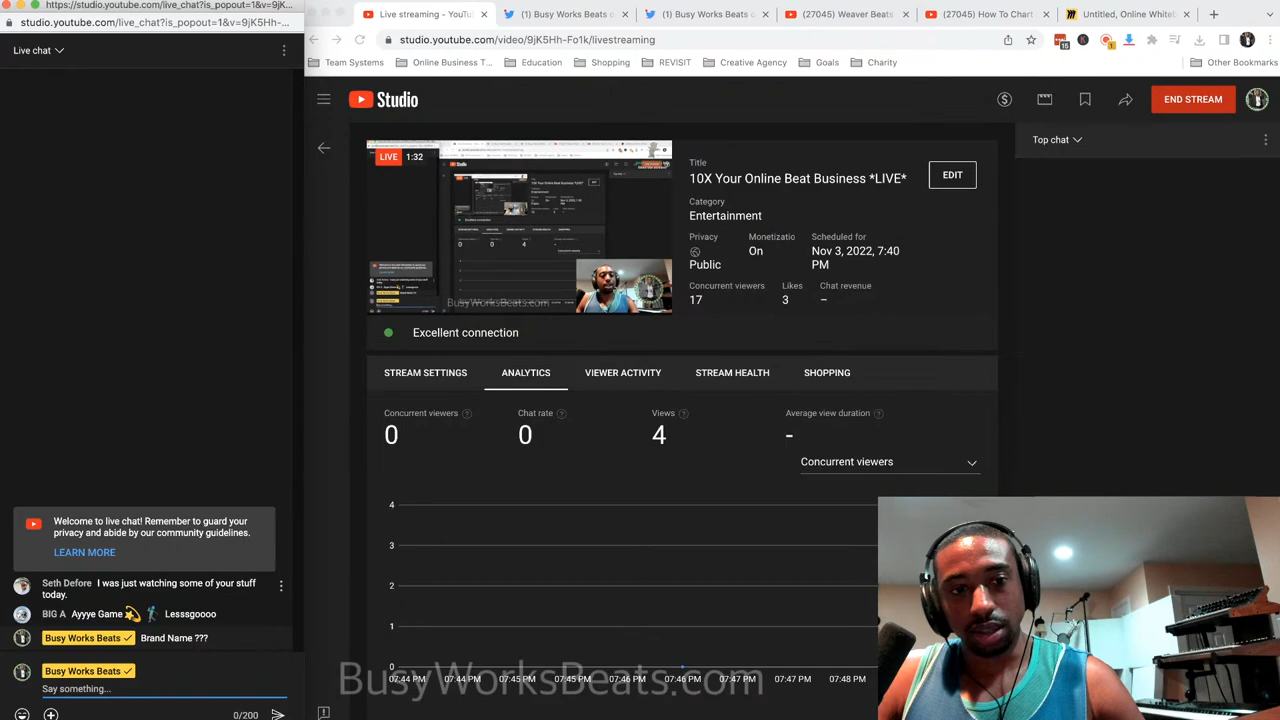 https://studio.youtube.com/live_chat?is_popout=1&v=9jK5Hh-Fo1k
studio.youtube.com/live_chat?is_popout=1&v=9jK5Hh-...
Live chat
Welcome to live chat! Remember to guard your
privacy and abide by our community guidelines.
LEARN MORE
Seth Defore I was just watching some of your stuff
today.
BIG A Ayyye Game Lesssgoooo
Busy Works Beats Brand Name ???
Busy Works Beats
Say something...
0/200
Live streaming - YouTu
(1) Busy Works Beats o
(1) Busy Works Beats o
(27045) Weaver Beats
(27045) How To Chart
Untitled, Online Whiteb
studio.youtube.com/video/9jK5Hh-Fo1k/livestreaming
15
1
Team Systems
Online Business T...
Education
Shopping
REVISIT
Creative Agency
Goals
Charity
Other Bookmarks
Studio
END STREAM
LIVE 1:32
Title
10X Your Online Beat Business *LIVE*
EDIT
Category
Entertainment
Privacy
Public
Monetizatio
On
Scheduled for
Nov 3, 2022, 7:40
PM
Concurrent viewers
17
Likes
3
Chat revenue
-
Excellent connection
Top chat
STREAM SETTINGS
ANALYTICS
VIEWER ACTIVITY
STREAM HEALTH
SHOPPING
Concurrent viewers
0
Chat rate
0
Views
4
Average view duration
-
Concurrent viewers
4
3
2
1
0
07:44 PM 07:44 PM 07:45 PM 07:45 PM 07:46 PM 07:46 PM 07:47 PM 07:47 PM 07:48 PM
BusyWorksBeats.com